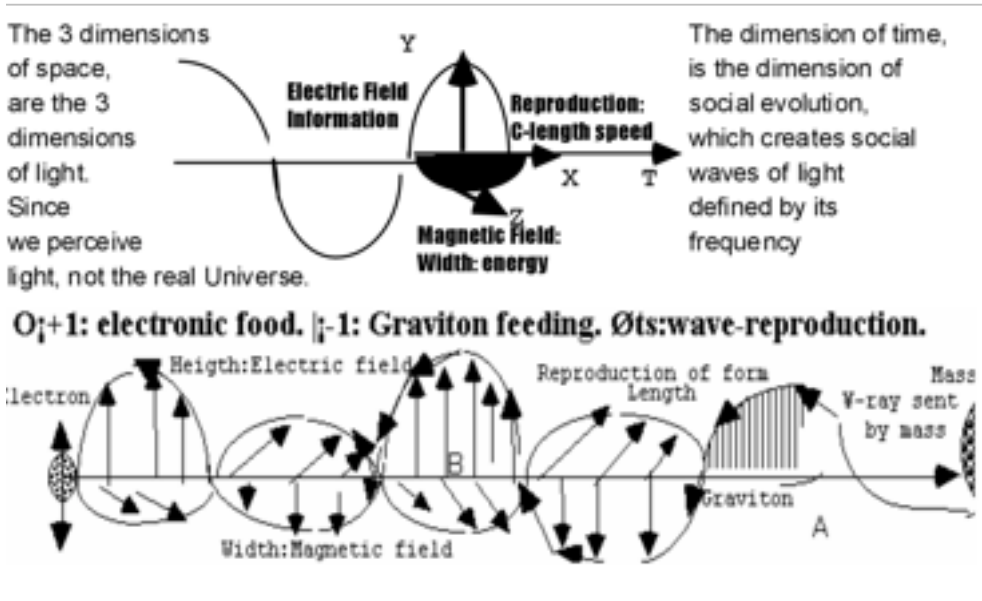 The 3 dimensions
of space,
are the 3
dimensions
of light.
Since
we perceive
light, not the real Universe.
Y
Electric Field
Information
Reproduction:
C-length speed
X
T
Z
Magnetic Field:
Width: energy
The dimension of time,
is the dimension of
social evolution,
which creates social
waves of light
defined by its
frequency
O¡+1: electronic food. |¡-1: Graviton feeding. Øts:wave-reproduction.
lectron
Heigth:Electric field
Reproduction of form
Length
Mass
V-ray sent
by mass
B
Graviton
A
Width:Magnetic field